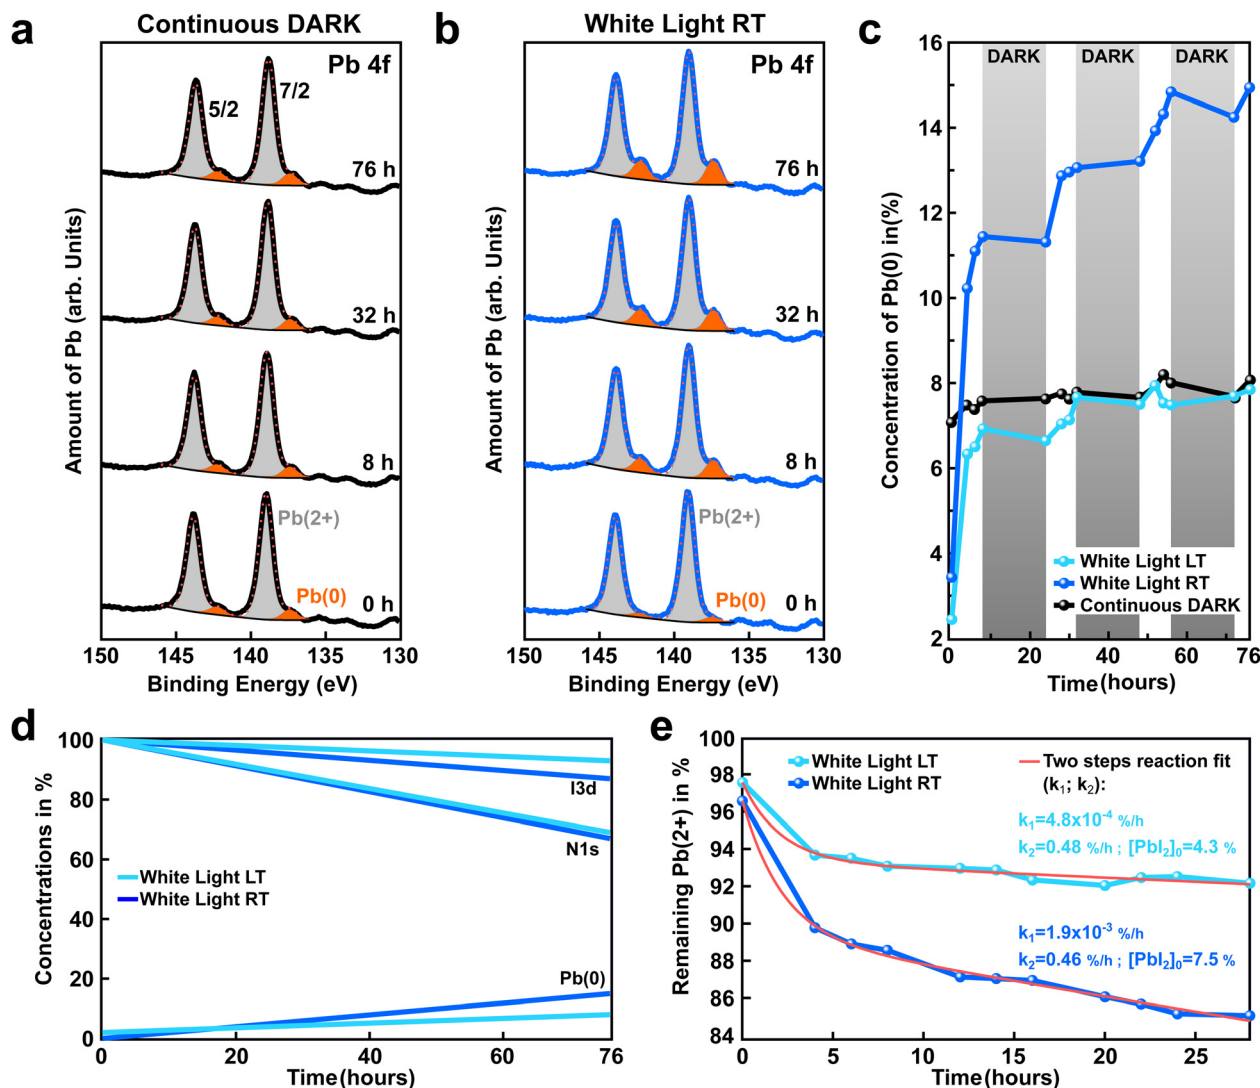 a
Continuous DARK
Pb 4f
5/2
7/2
76 h
32 h
8 h
Pb(2+)
Pb(0)
0 h
Amount of Pb (arb. Units)
150 145 140 135 130
Binding Energy (eV)
b
White Light RT
Pb 4f
76 h
32 h
8 h
Pb(2+)
Pb(0)
0 h
Amount of Pb (arb. Units)
150 145 140 135 130
Binding Energy (eV)
c
16
14
12
10
8
6
4
2
DARK DARK DARK
Concentration of Pb(0) in(%)
White Light LT
White Light RT
Continuous DARK
0 20 40 60 76
Time(hours)
d
100
80
60
40
20
0
Concentrations in %
I3d
N1s
White Light LT
White Light RT
Pb(0)
0 20 40 60 76
Time(hours)
e
100
98
96
94
92
90
88
86
84
Remaining Pb(2+) in %
White Light LT
White Light RT
Two steps reaction fit
(k₁; k₂):
k₁=4.8x10⁻⁴ %/h
k₂=0.48 %/h ; [PbI₂]₀=4.3 %
k₁=1.9x10⁻³ %/h
k₂=0.46 %/h ; [PbI₂]₀=7.5 %
0 5 10 15 20 25
Time(hours)